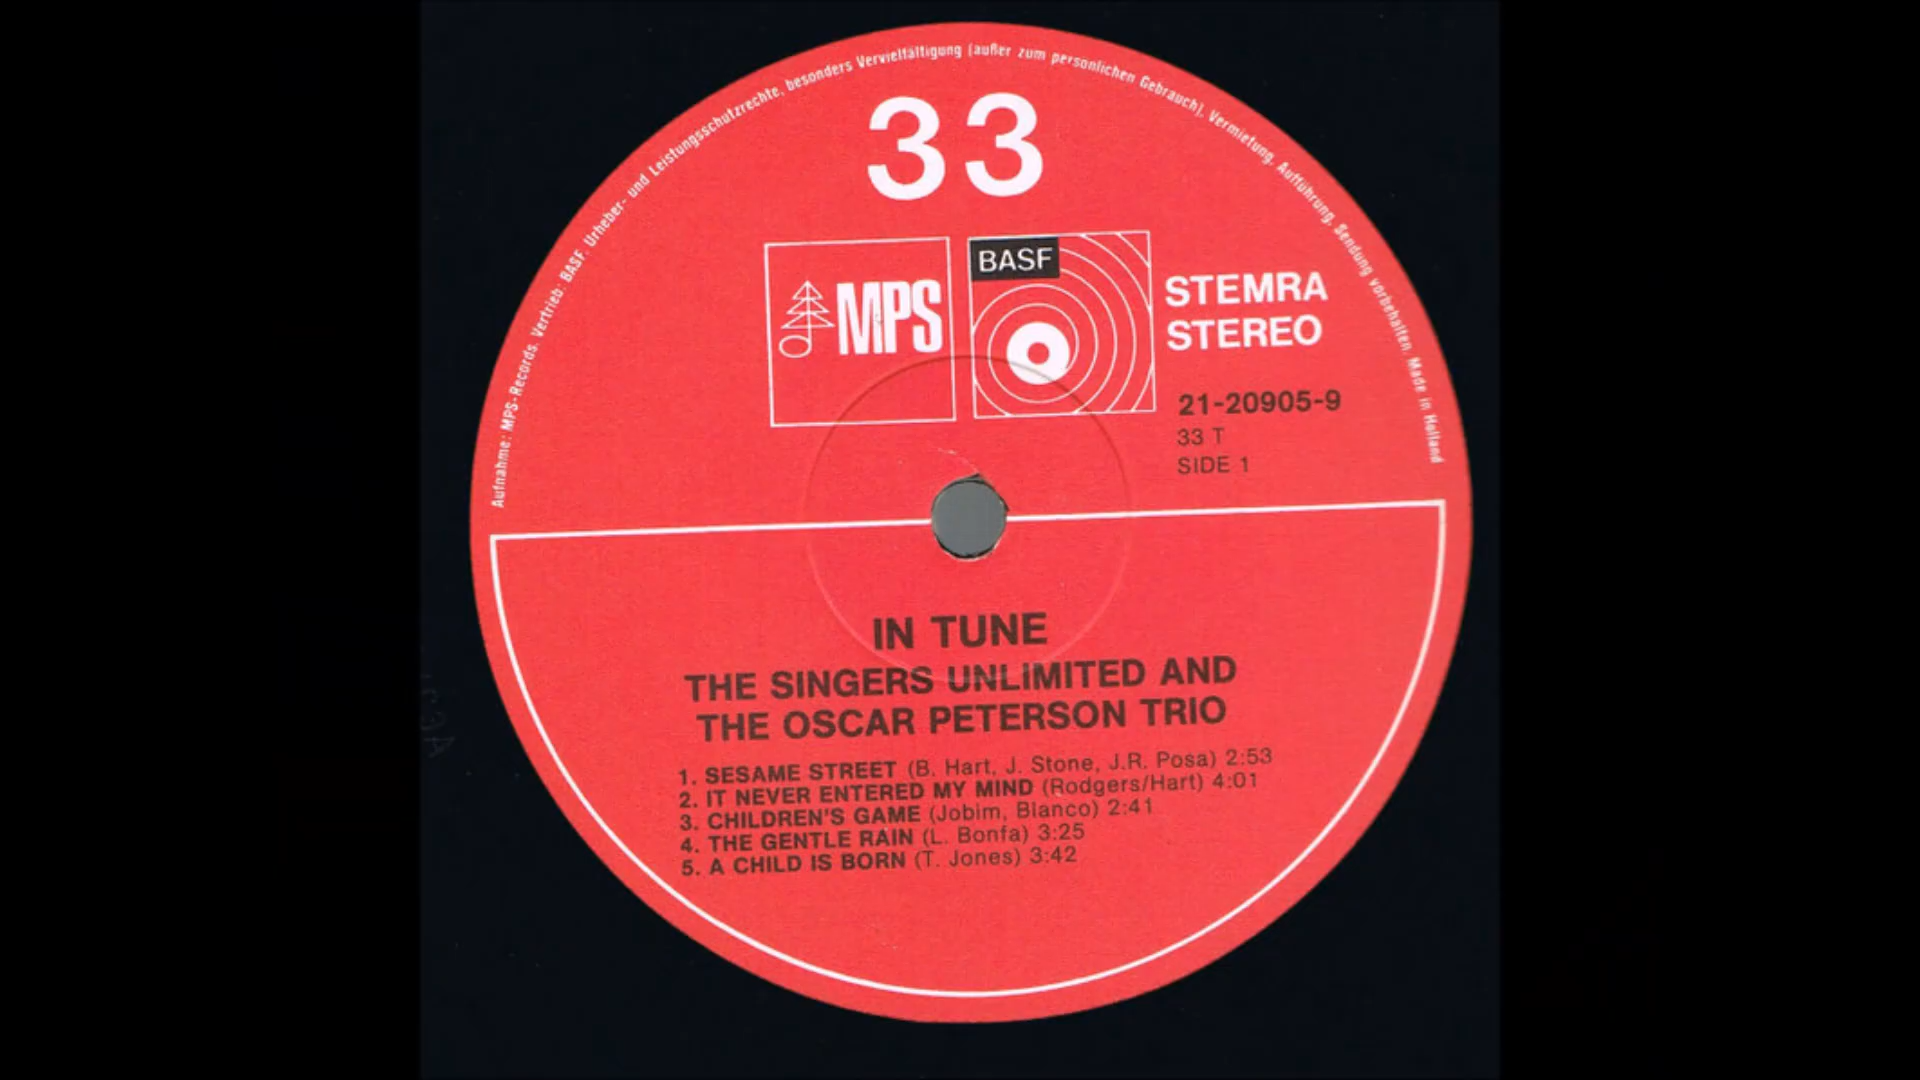 Aufnahme: MPS-Records. Vertrieb: BASF. Urheber- und Leistungsschutzrechte, besonders Vervielfältigung (außer zum persönlichen Gebrauch), Vermietung, Aufführung, Sendung vorbehalten. Made in Holland
33
MPS
BASF
STEMRA
STEREO
21-20905-9
33 T
SIDE 1
IN TUNE
THE SINGERS UNLIMITED AND
THE OSCAR PETERSON TRIO
1. SESAME STREET (B. Hart, J. Stone, J.R. Posa) 2:53
2. IT NEVER ENTERED MY MIND (Rodgers/Hart) 4:01
3. CHILDREN'S GAME (Jobim, Blanco) 2:41
4. THE GENTLE RAIN (L. Bonfa) 3:25
5. A CHILD IS BORN (T. Jones) 3:42